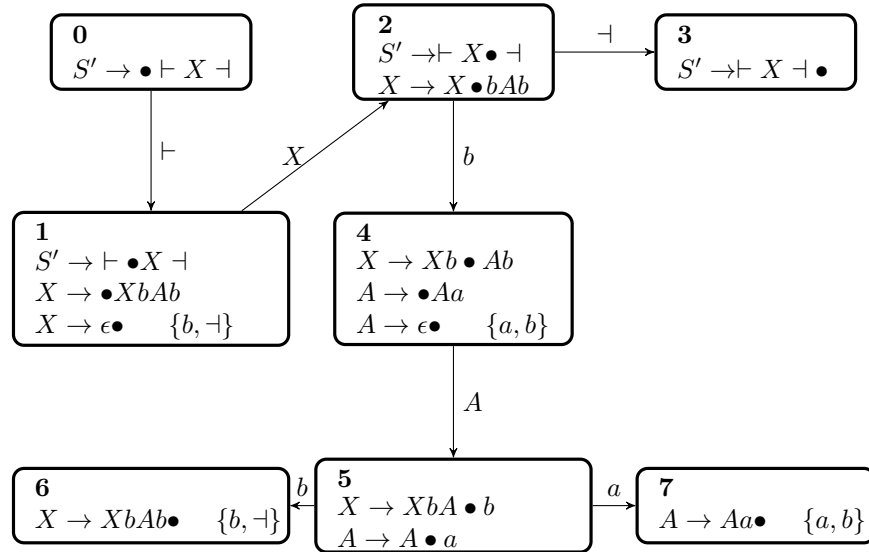 0
S′ → ● ⊢ X ⊣
2
S′ →⊢ X● ⊣
X → X ● bAb
⊣
3
S′ →⊢ X ⊣ ●
⊢
X
b
1
S′ → ⊢ ●X ⊣
X → ●XbAb
X → ϵ● {b, ⊣}
4
X → Xb ● Ab
A → ●Aa
A → ϵ● {a, b}
A
6
X → XbAb● {b, ⊣}
b
5
X → XbA ● b
A → A ● a
a
7
A → Aa● {a, b}